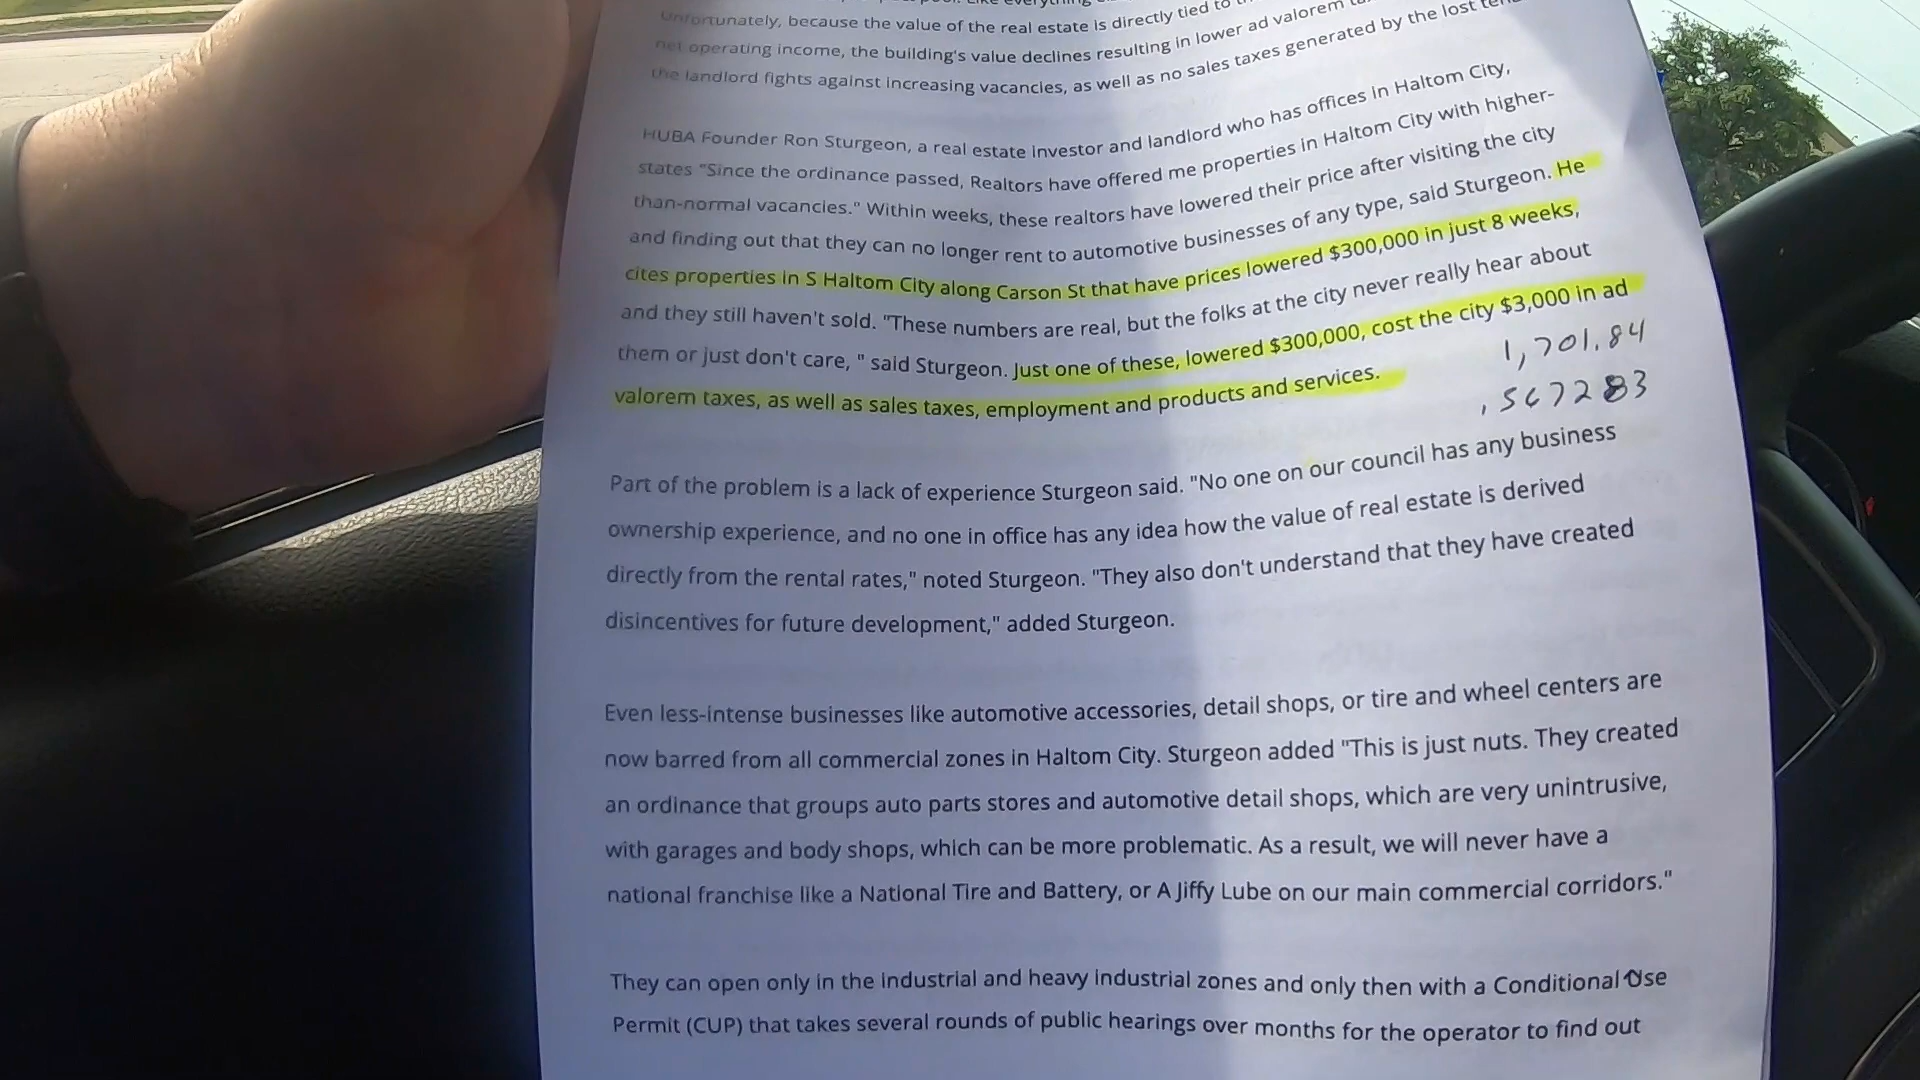 Unfortunately, because the value of the real estate is directly tied to
net operating income, the building's value declines resulting in lower ad valorem
the landlord fights against increasing vacancies, as well as no sales taxes generated by the lost
HUBA Founder Ron Sturgeon, a real estate investor and landlord who has offices in Haltom City,
states "Since the ordinance passed, Realtors have offered me properties in Haltom City with higher-
than-normal vacancies." Within weeks, these realtors have lowered their price after visiting the city
and finding out that they can no longer rent to automotive businesses of any type, said Sturgeon. He
cites properties in S Haltom City along Carson St that have prices lowered $300,000 in just 8 weeks,
and they still haven't sold. "These numbers are real, but the folks at the city never really hear about
them or just don't care, " said Sturgeon. Just one of these, lowered $300,000, cost the city $3,000 in ad
valorem taxes, as well as sales taxes, employment and products and services.
1,701.84
.567283
Part of the problem is a lack of experience Sturgeon said. "No one on our council has any business
ownership experience, and no one in office has any idea how the value of real estate is derived
directly from the rental rates," noted Sturgeon. "They also don't understand that they have created
disincentives for future development," added Sturgeon.
Even less-intense businesses like automotive accessories, detail shops, or tire and wheel centers are
now barred from all commercial zones in Haltom City. Sturgeon added "This is just nuts. They created
an ordinance that groups auto parts stores and automotive detail shops, which are very unintrusive,
with garages and body shops, which can be more problematic. As a result, we will never have a
national franchise like a National Tire and Battery, or A Jiffy Lube on our main commercial corridors."
They can open only in the industrial and heavy industrial zones and only then with a Conditional Use
Permit (CUP) that takes several rounds of public hearings over months for the operator to find out